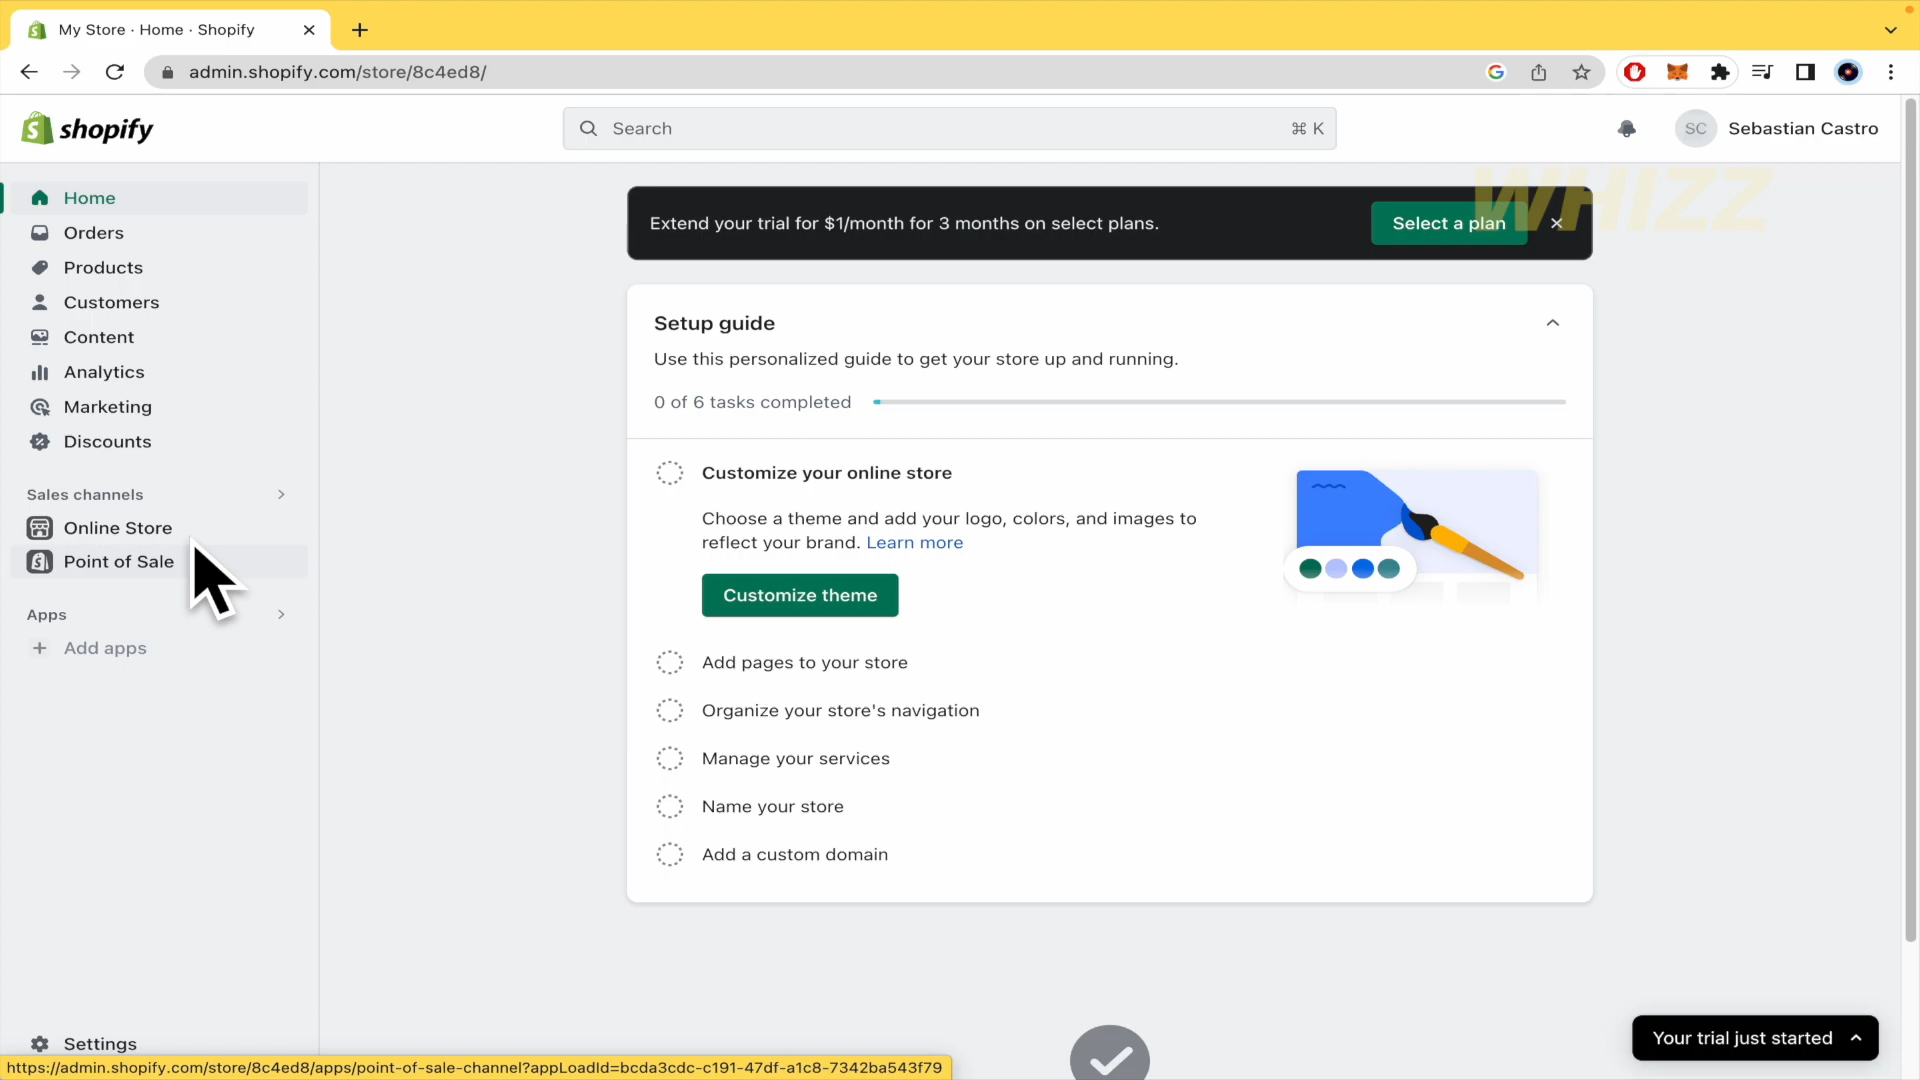 My Store · Home · Shopify
admin.shopify.com/store/8c4ed8/
shopify
Search
⌘ K
SC
Sebastian Castro
WHIZZ
Home
Orders
Products
Customers
Content
Analytics
Marketing
Discounts
Sales channels
Online Store
Point of Sale
Apps
Add apps
Settings
Extend your trial for $1/month for 3 months on select plans.
Select a plan
Setup guide
Use this personalized guide to get your store up and running.
0 of 6 tasks completed
Customize your online store
Choose a theme and add your logo, colors, and images to
reflect your brand. Learn more
Customize theme
Add pages to your store
Organize your store's navigation
Manage your services
Name your store
Add a custom domain
Your trial just started
https://admin.shopify.com/store/8c4ed8/apps/point-of-sale-channel?appLoadId=bcda3cdc-c191-47df-a1c8-7342ba543f79